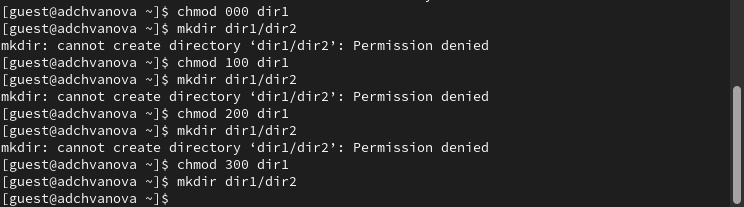 [guest@adchvanova ~]$ chmod 000 dir1
[guest@adchvanova ~]$ mkdir dir1/dir2
mkdir: cannot create directory ‘dir1/dir2’: Permission denied
[guest@adchvanova ~]$ chmod 100 dir1
[guest@adchvanova ~]$ mkdir dir1/dir2
mkdir: cannot create directory ‘dir1/dir2’: Permission denied
[guest@adchvanova ~]$ chmod 200 dir1
[guest@adchvanova ~]$ mkdir dir1/dir2
mkdir: cannot create directory ‘dir1/dir2’: Permission denied
[guest@adchvanova ~]$ chmod 300 dir1
[guest@adchvanova ~]$ mkdir dir1/dir2
[guest@adchvanova ~]$